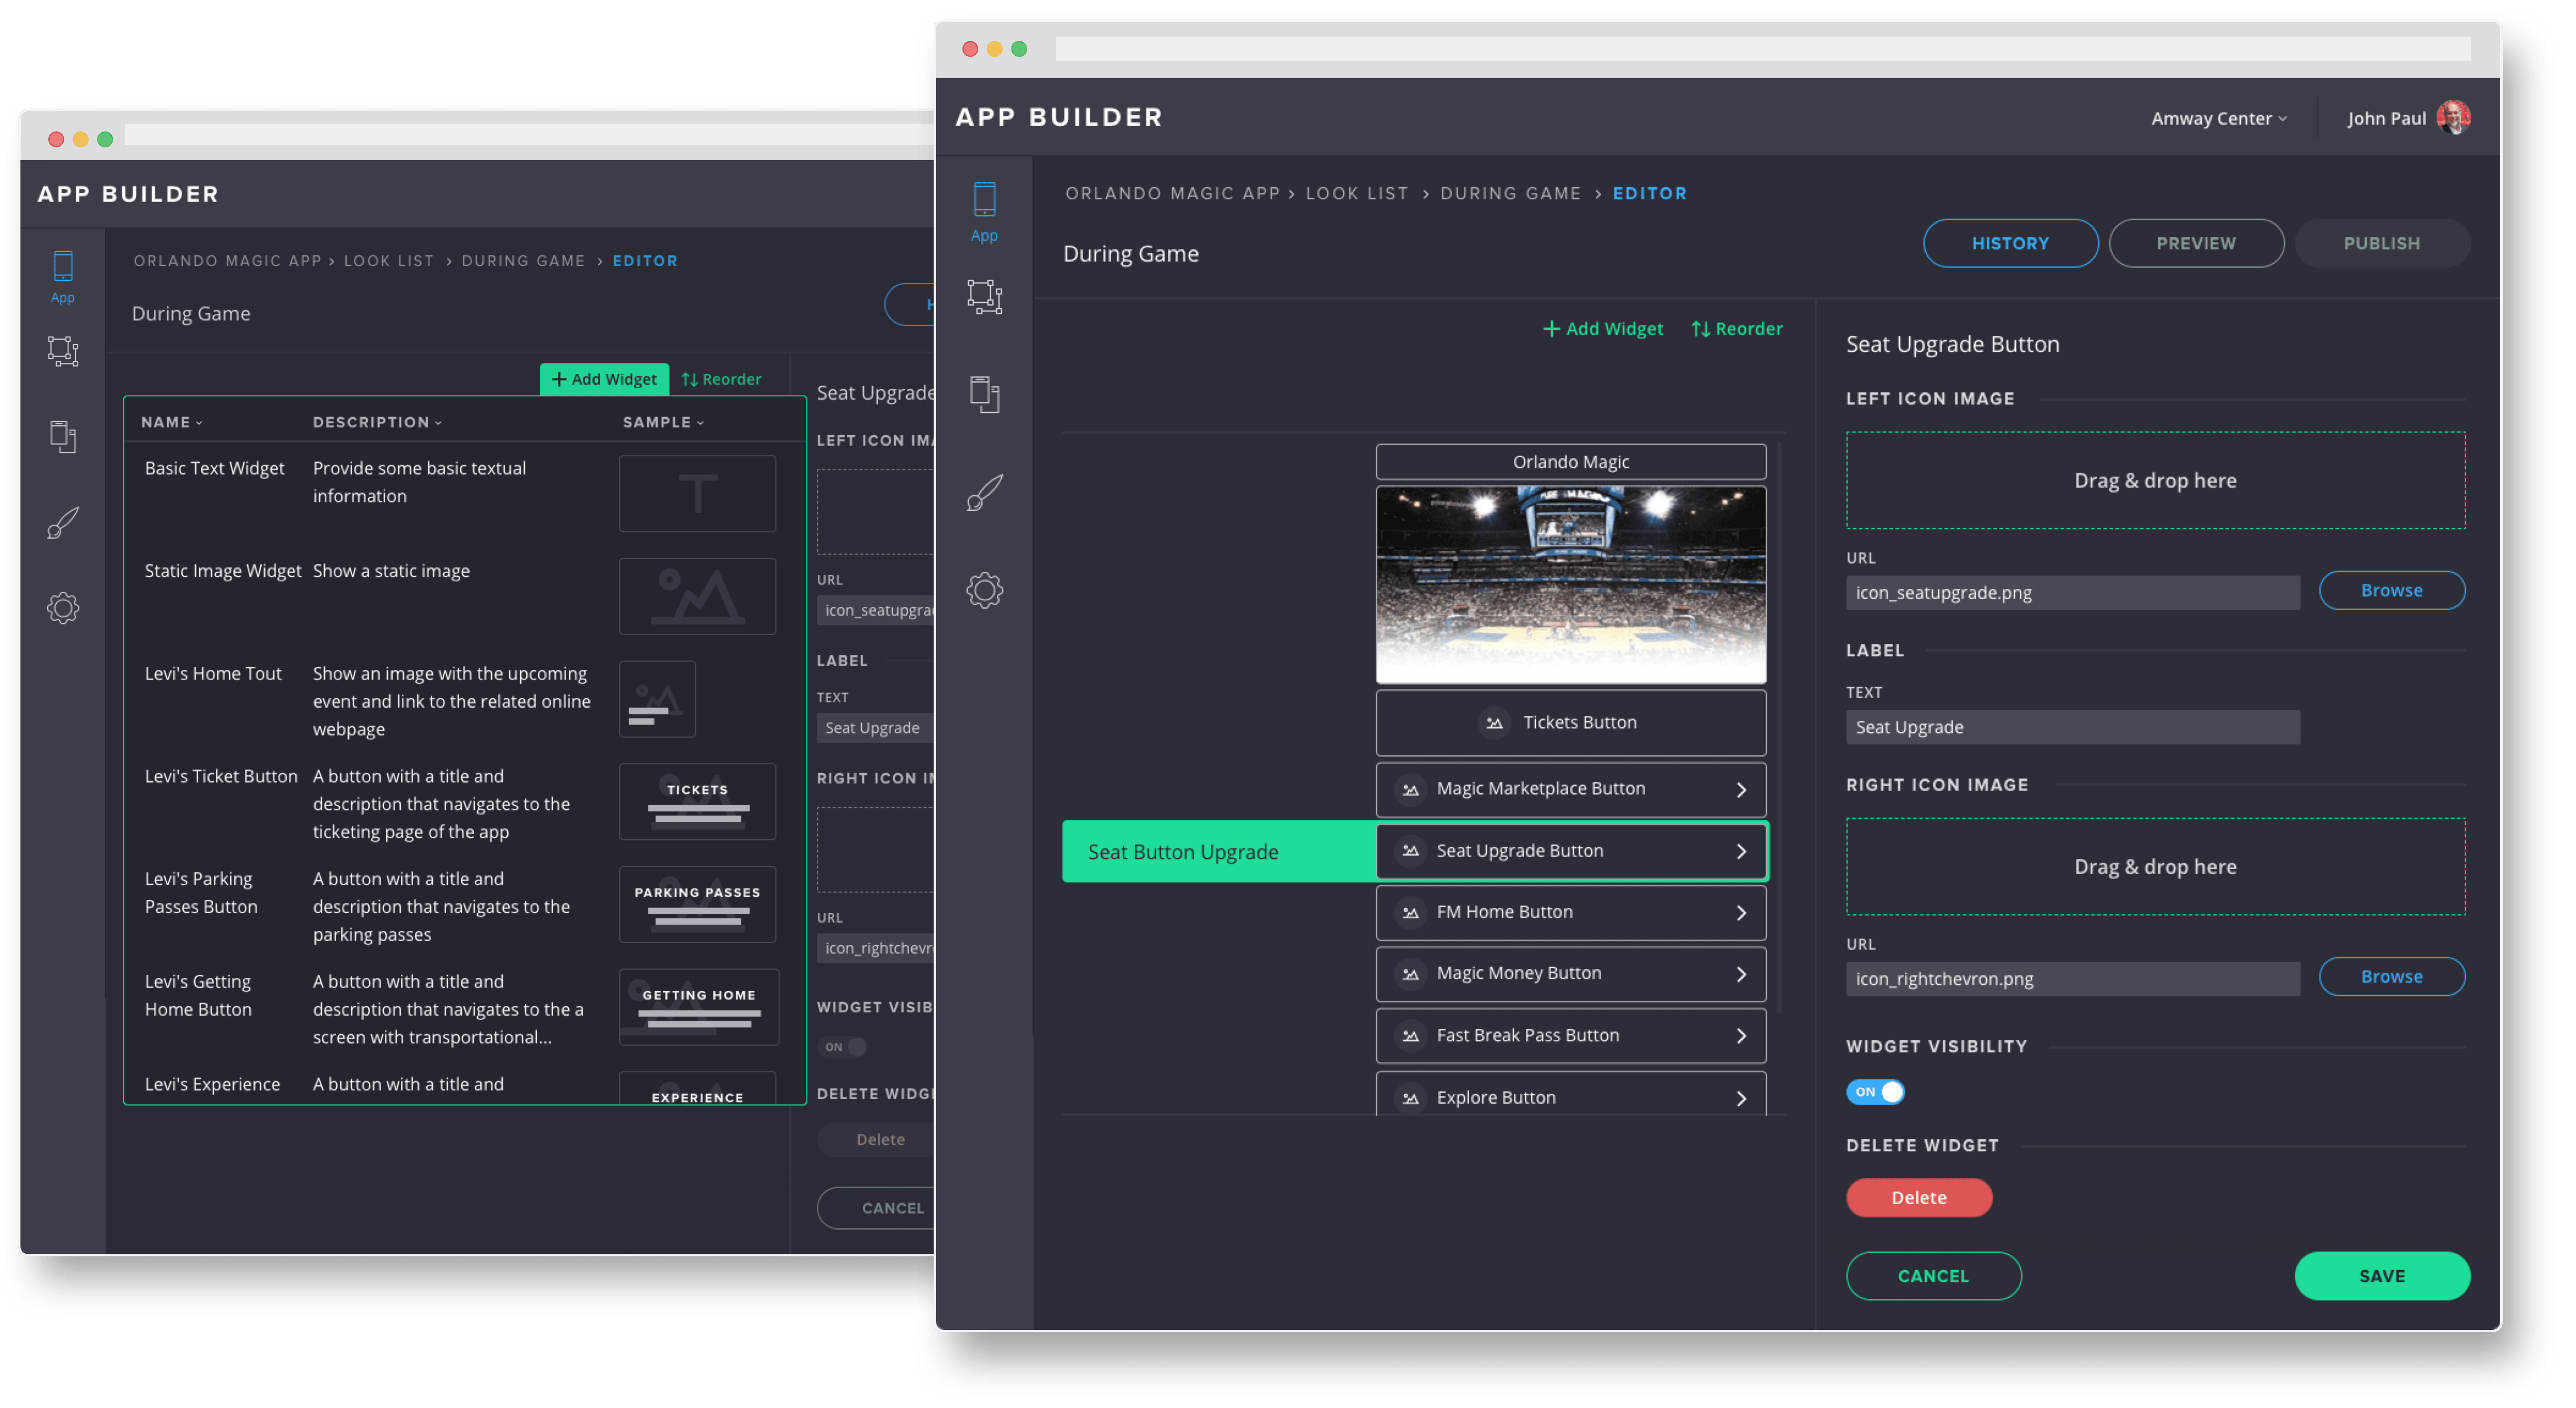 APP BUILDER
ORLANDO MAGIC APP > LOOK LIST > DURING GAME > EDITOR
During Game
App
+ Add Widget
Reorder
NAME
DESCRIPTION
SAMPLE
Basic Text Widget
Provide some basic textual
information
T
Static Image Widget
Show a static image
Levi's Home Tout
Show an image with the upcoming
event and link to the related online
webpage
Levi's Ticket Button
A button with a title and
description that navigates to the
ticketing page of the app
TICKETS
Levi's Parking
Passes Button
A button with a title and
description that navigates to the
parking passes
PARKING PASSES
Levi's Getting
Home Button
A button with a title and
description that navigates to the a
screen with transportational...
GETTING HOME
Levi's Experience
A button with a title and
EXPERIENCE
Seat Upgrade
LEFT ICON IMA
URL
icon_seatupgra
LABEL
TEXT
Seat Upgrade
RIGHT ICON IM
URL
icon_rightchevr
WIDGET VISIB
ON
DELETE WIDG
Delete
CANCEL
APP BUILDER
Amway Center
John Paul
App
ORLANDO MAGIC APP > LOOK LIST > DURING GAME > EDITOR
During Game
HISTORY
PREVIEW
PUBLISH
+ Add Widget
Reorder
Orlando Magic
PURE MAGIC
Tickets Button
Magic Marketplace Button
Seat Button Upgrade
Seat Upgrade Button
FM Home Button
Magic Money Button
Fast Break Pass Button
Explore Button
Seat Upgrade Button
LEFT ICON IMAGE
Drag & drop here
URL
icon_seatupgrade.png
Browse
LABEL
TEXT
Seat Upgrade
RIGHT ICON IMAGE
Drag & drop here
URL
icon_rightchevron.png
Browse
WIDGET VISIBILITY
ON
DELETE WIDGET
Delete
CANCEL
SAVE